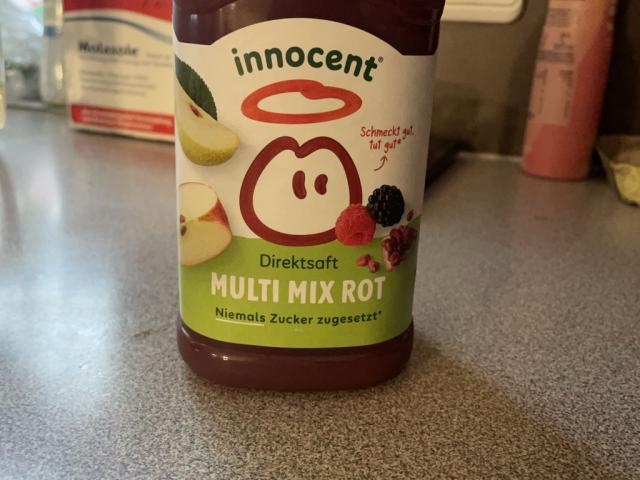 innocent®
Schmeckt gut,
tut gut*
Direktsaft
MULTI MIX ROT
Niemals Zucker zugesetzt*